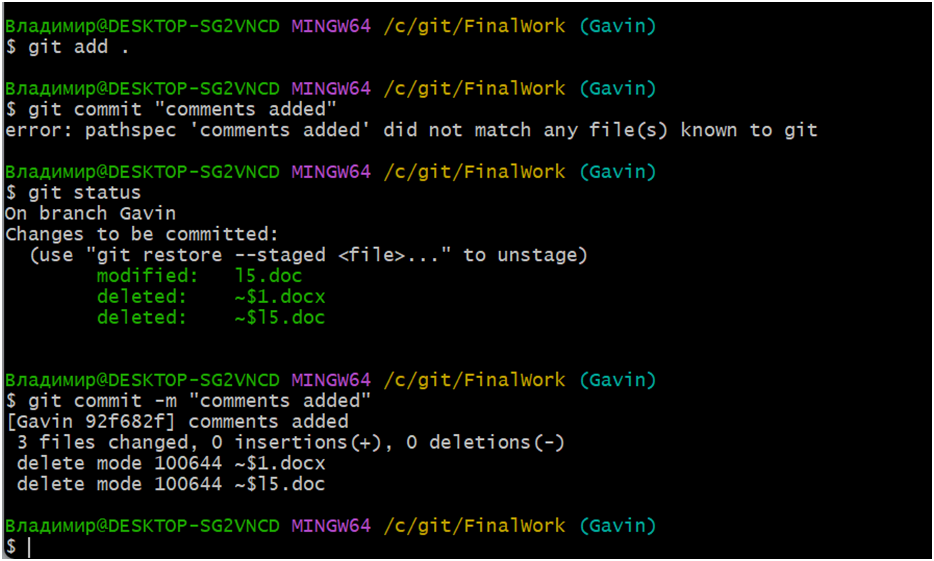 Владимир@DESKTOP-SG2VNCD MINGW64 /c/git/FinalWork (Gavin)
$ git add .
Владимир@DESKTOP-SG2VNCD MINGW64 /c/git/FinalWork (Gavin)
$ git commit "comments added"
error: pathspec 'comments added' did not match any file(s) known to git
Владимир@DESKTOP-SG2VNCD MINGW64 /c/git/FinalWork (Gavin)
$ git status
On branch Gavin
Changes to be committed:
  (use "git restore --staged <file>..." to unstage)
        modified:   l5.doc
        deleted:    ~$1.docx
        deleted:    ~$l5.doc
Владимир@DESKTOP-SG2VNCD MINGW64 /c/git/FinalWork (Gavin)
$ git commit -m "comments added"
[Gavin 92f682f] comments added
 3 files changed, 0 insertions(+), 0 deletions(-)
 delete mode 100644 ~$1.docx
 delete mode 100644 ~$l5.doc
Владимир@DESKTOP-SG2VNCD MINGW64 /c/git/FinalWork (Gavin)
$